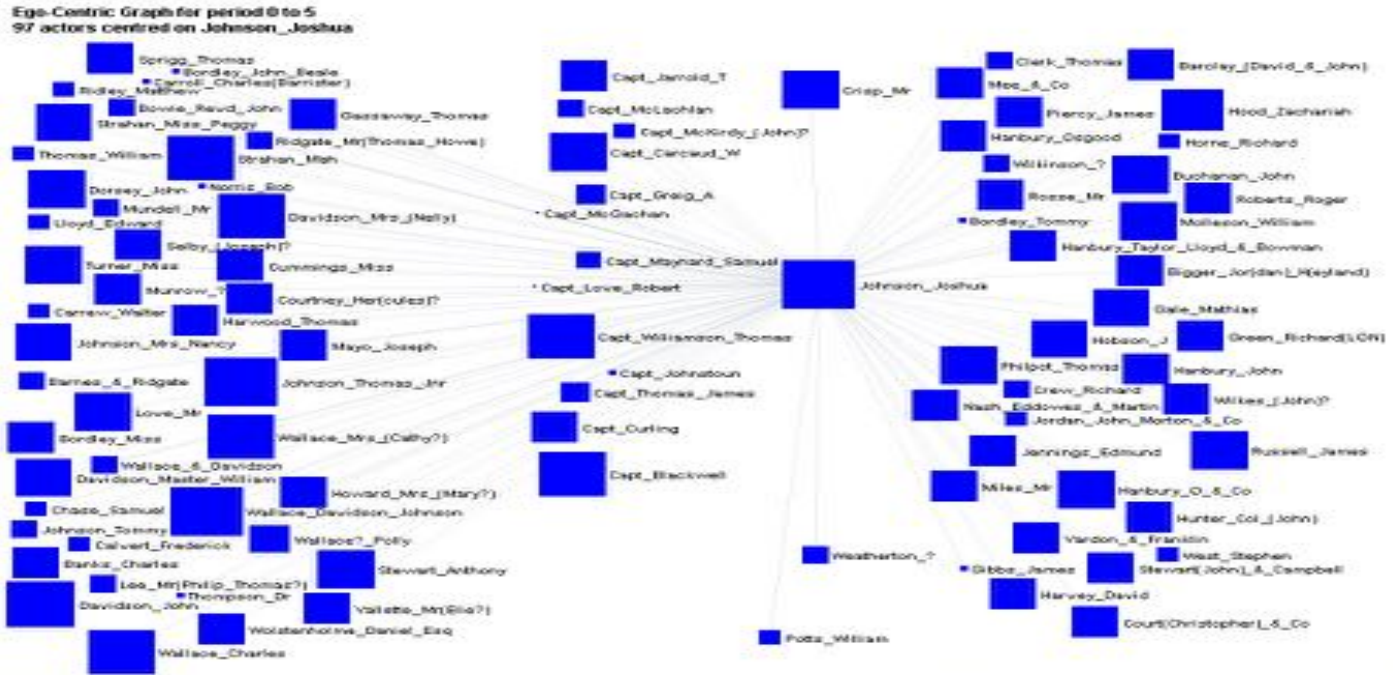 Ego-Centric Graph for period 0 to 5
97 actors centred on Johnson_Joshua
Sprigg_Thomas
Bordley_John_Beale
Carroll_Charles(Barrister)
Ridley_Matthew
Bowie_Revd_John
Strahan_Miss_Peggy
Gassaway_Thomas
Ridgate_Mr(Thomas_Howe)
Thomas_William
Strahan_Mah
Dorsey_John
Norris_Bob
Mundell_Mr
Lloyd_Edward
Davidson_Mrs_(Nelly)
Selby_(Joseph)?
Turner_Miss
Cummings_Miss
Munrow_?
Courtney_Her(cules)?
Carrew_Walter
Harwood_Thomas
Johnson_Mrs_Nancy
Mayo_Joseph
Barnes_&_Ridgate
Johnson_Thomas_Jnr
Love_Mr
Bordley_Miss
Wallace_Mrs_(Cathy?)
Wallace_&_Davidson
Davidson_Master_William
Howard_Mrs_(Mary?)
Chase_Samuel
Wallace_Davidson_Johnson
Johnson_Tommy
Calvert_Frederick
Wallace?_Polly
Banks_Charles
Stewart_Anthony
Lee_Mr(Philip_Thomas?)
Thompson_Dr
Davidson_John
Vallette_Mr(Elie?)
Wolstenholme_Daniel_Esq
Wallace_Charles
Capt_Jarrold_T
Capt_McLachlan
Capt_McKirdy_(John)?
Capt_Carcaud_W
Capt_Greig_A
Capt_McGachan
Capt_Maynard_Samuel
Capt_Love_Robert
Capt_Williamson_Thomas
Capt_Johnstoun
Capt_Thomas_James
Capt_Curling
Capt_Blackwell
Crisp_Mr
Johnson_Joshua
Weatherton_?
Potts_William
Clerk_Thomas
Barclay_(David_&_John)
Mee_&_Co
Piercy_James
Hood_Zachariah
Hanbury_Osgood
Horne_Richard
Wilkinson_?
Buchanan_John
Rosse_Mr
Roberts_Roger
Bordley_Tommy
Molleson_William
Hanbury_Taylor_Lloyd_&_Bowman
Bigger_Jor(dan)_H(eyland)
Gale_Mathias
Hobson_J
Green_Richard(LON)
Philpot_Thomas
Hanbury_John
Crew_Richard
Nash_Eddowes_&_Martin
Wilkes_(John)?
Jordan_John_Morton_&_Co
Jennings_Edmund
Russell_James
Miles_Mr
Hanbury_O_&_Co
Hunter_Col_(John)
Vardon_&_Franklin
West_Stephen
Gibbs_James
Stewart(John)_&_Campbell
Harvey_David
Court(Christopher)_&_Co